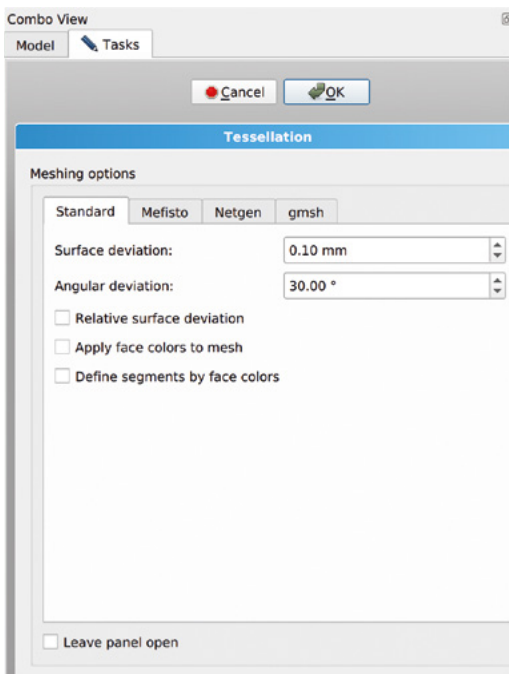 Combo View
Model Tasks
Cancel OK
Tessellation
Meshing options
Standard Mefisto Netgen gmsh
Surface deviation: 0.10 mm
Angular deviation: 30.00 °
Relative surface deviation
Apply face colors to mesh
Define segments by face colors
Leave panel open